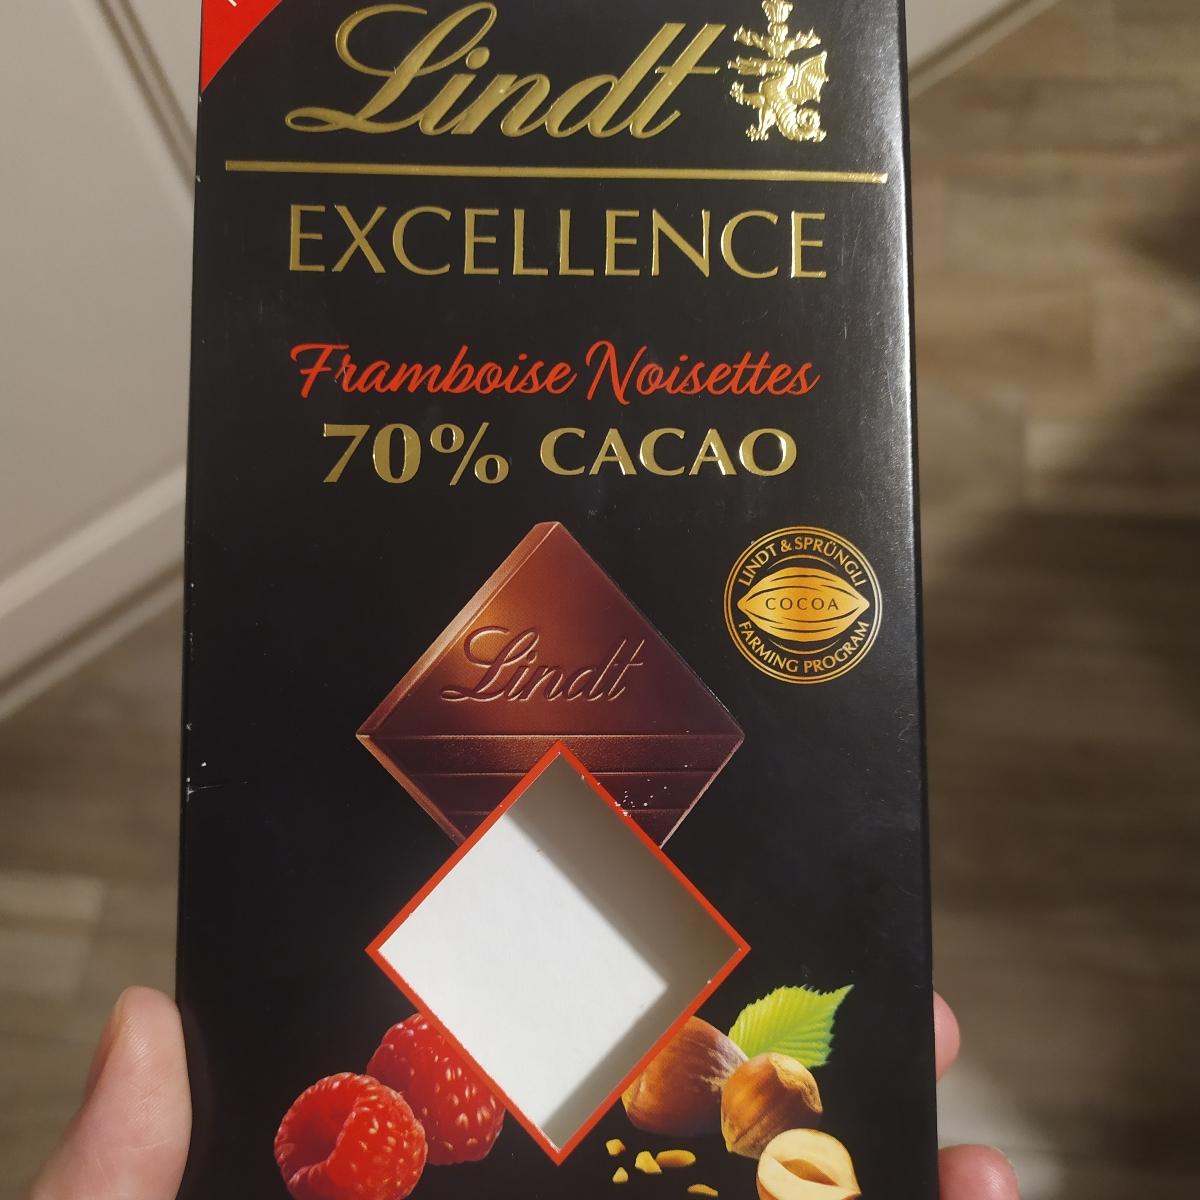 Lindt
EXCELLENCE
Framboise Noisettes
70% CACAO
LINDT & SPRÜNGLI
COCOA
FARMING PROGRAM
Lindt